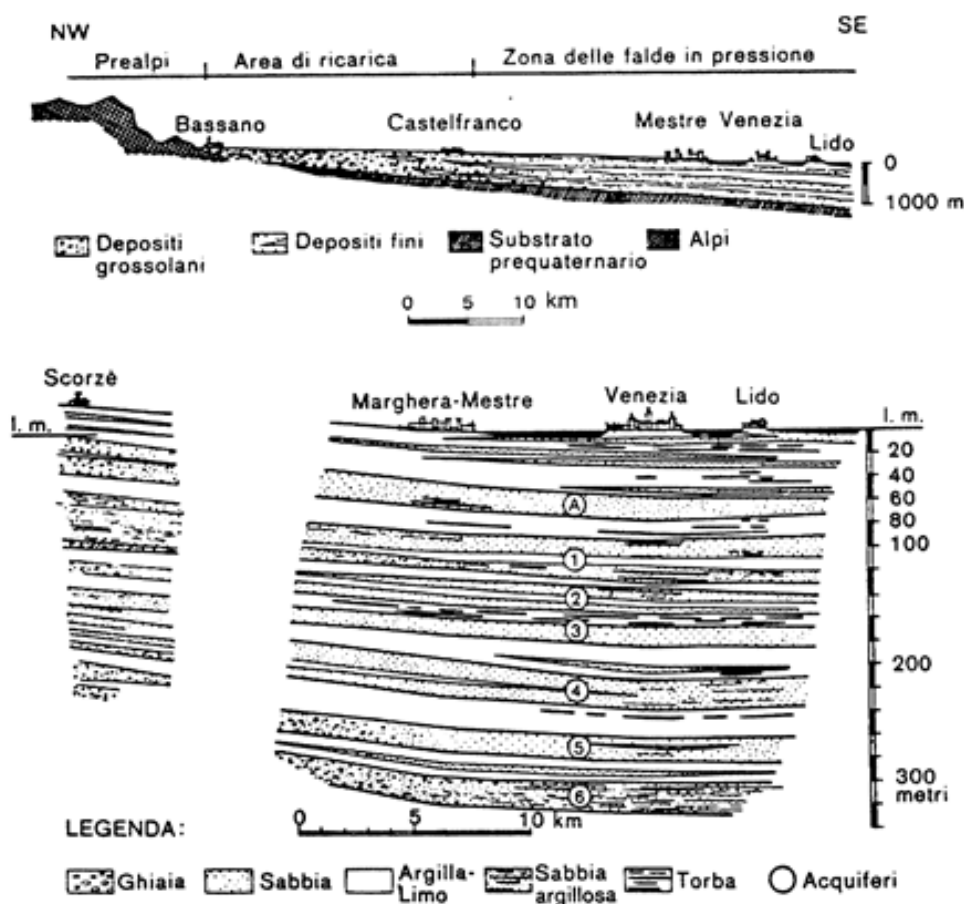 NW
SE
Prealpi
Area di ricarica
Zona delle falde in pressione
Bassano
Castelfranco
Mestre Venezia
Lido
0
1000 m
Depositi grossolani
Depositi fini
Substrato prequaternario
Alpi
0 5 10 km
Scorzè
Marghera-Mestre
Venezia
Lido
l. m.
l. m.
20
40
60
80
100
200
300
metri
A
1
2
3
4
5
6
0 5 10 km
LEGENDA:
Ghiaia
Sabbia
Argilla-Limo
Sabbia argillosa
Torba
Acquiferi